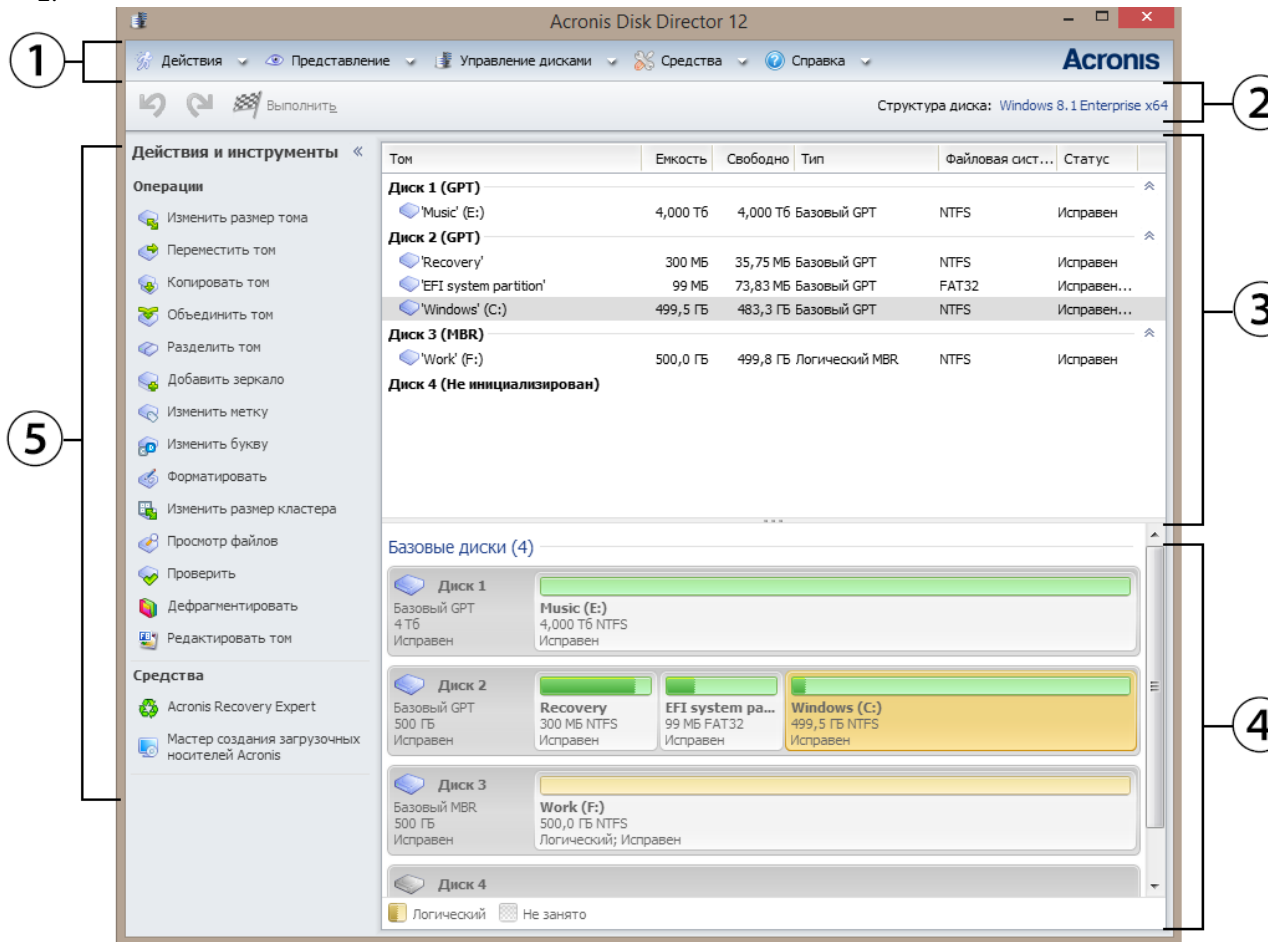 Acronis Disk Director 12
1
Действия Представление Управление дисками Средства Справка Acronis
Выполнить Структура диска: Windows 8.1 Enterprise x64
2
5
Действия и инструменты
Операции
Изменить размер тома
Переместить том
Копировать том
Объединить том
Разделить том
Добавить зеркало
Изменить метку
Изменить букву
Форматировать
Изменить размер кластера
Просмотр файлов
Проверить
Дефрагментировать
Редактировать том
Средства
Acronis Recovery Expert
Мастер создания загрузочных
носителей Acronis
Том Емкость Свободно Тип Файловая сист... Статус
Диск 1 (GPT)
'Music' (E:) 4,000 Тб 4,000 Тб Базовый GPT NTFS Исправен
Диск 2 (GPT)
'Recovery' 300 МБ 35,75 МБ Базовый GPT NTFS Исправен
'EFI system partition' 99 МБ 73,83 МБ Базовый GPT FAT32 Исправен...
'Windows' (C:) 499,5 ГБ 483,3 ГБ Базовый GPT NTFS Исправен...
Диск 3 (MBR)
'Work' (F:) 500,0 ГБ 499,8 ГБ Логический MBR NTFS Исправен
Диск 4 (Не инициализирован)
3
Базовые диски (4)
Диск 1
Базовый GPT
4 Тб
Исправен
Music (E:)
4,000 Тб NTFS
Исправен
Диск 2
Базовый GPT
500 ГБ
Исправен
Recovery
300 МБ NTFS
Исправен
EFI system pa...
99 МБ FAT32
Исправен
Windows (C:)
499,5 ГБ NTFS
Исправен
Диск 3
Базовый MBR
500 ГБ
Исправен
Work (F:)
500,0 ГБ NTFS
Логический; Исправен
Диск 4
Логический Не занято
4